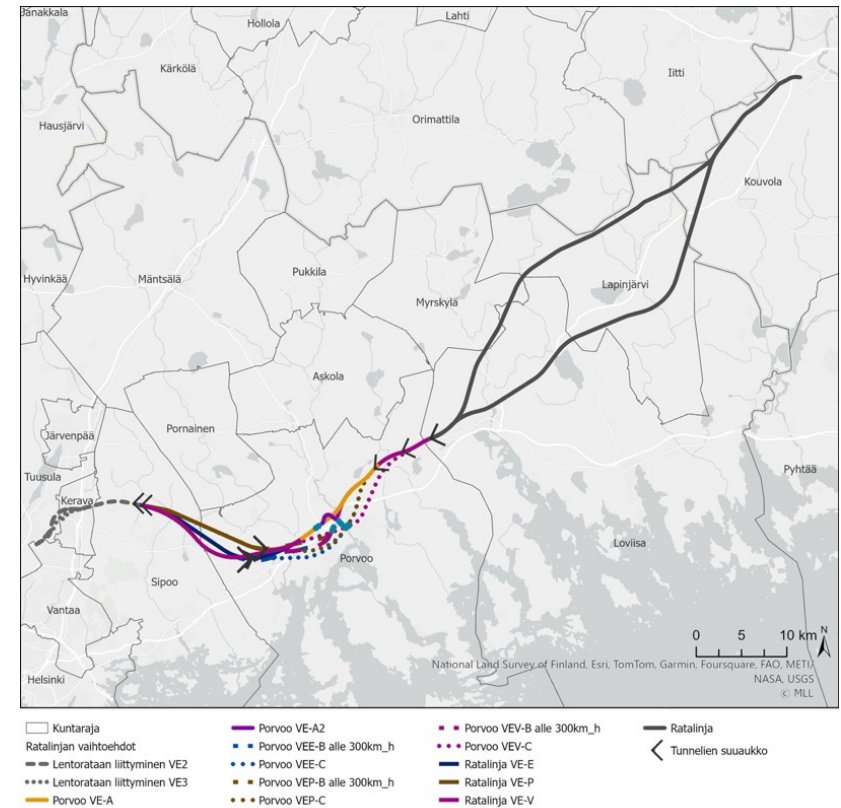 Janakkala
Hollola
Lahti
Kärkölä
Iitti
Hausjärvi
Orimattila
Kouvola
Hyvinkää
Mäntsälä
Pukkila
Myrskylä
Lapinjärvi
Askola
Järvenpää
Pornainen
Tuusula
Pyhtää
Kerava
Loviisa
Porvoo
Sipoo
Vantaa
Helsinki
0 5 10 km
N
National Land Survey of Finland, Esri, TomTom, Garmin, Foursquare, FAO, METI/
NASA, USGS
© MLL
Kuntaraja
Ratalinjan vaihtoehdot
Lentorataan liittyminen VE2
Lentorataan liittyminen VE3
Porvoo VE-A
Porvoo VE-A2
Porvoo VEE-B alle 300km_h
Porvoo VEE-C
Porvoo VEP-B alle 300km_h
Porvoo VEP-C
Porvoo VEV-B alle 300km_h
Porvoo VEV-C
Ratalinja VE-E
Ratalinja VE-P
Ratalinja VE-V
Ratalinja
Tunnelien suuaukko